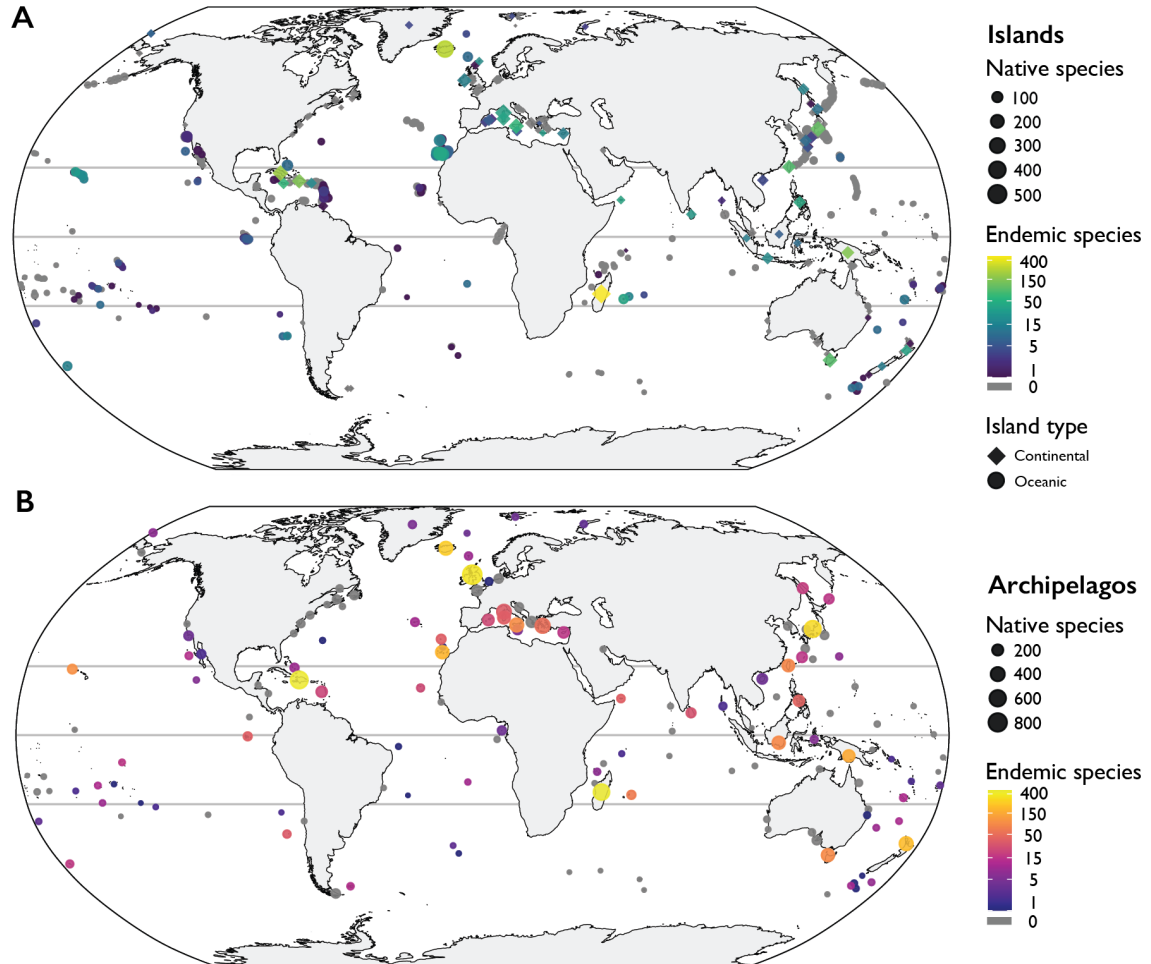 A
Islands
Native species
100
200
300
400
500
Endemic species
400
150
50
15
5
1
0
Island type
Continental
Oceanic
B
Archipelagos
Native species
200
400
600
800
Endemic species
400
150
50
15
5
1
0